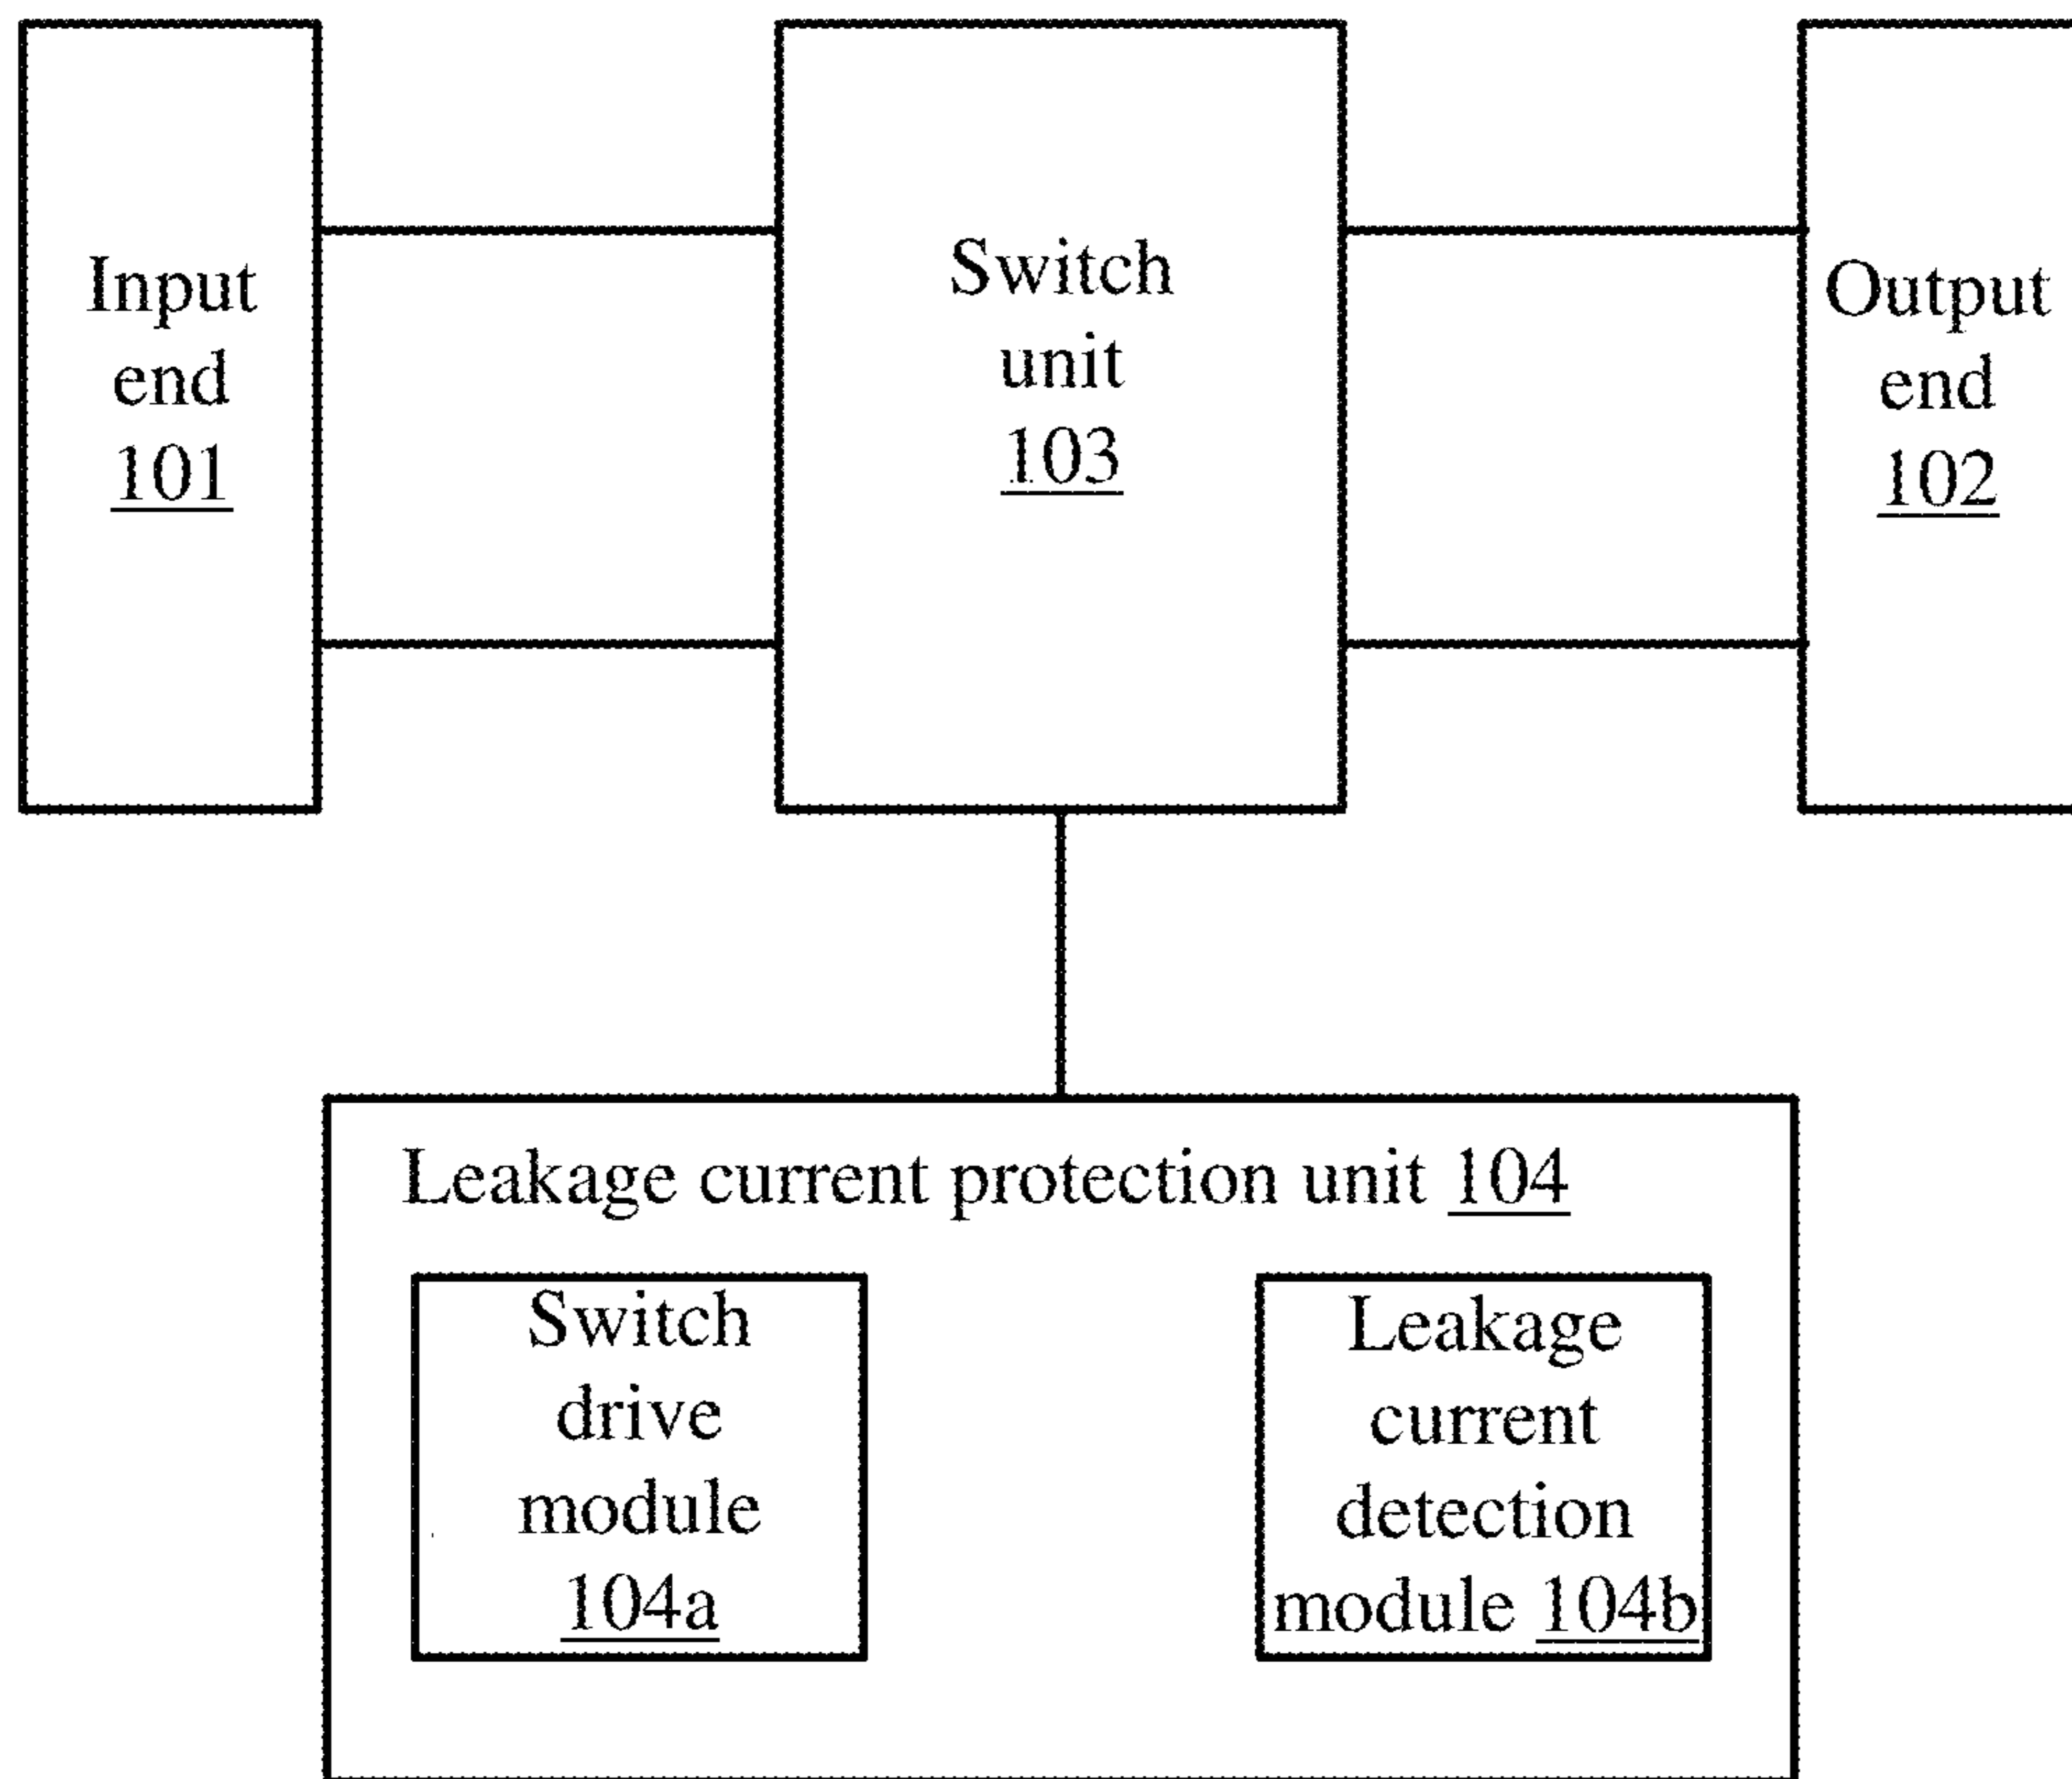 Input
end
101
Switch
unit
103
Output
end
102
Leakage current protection unit 104
Switch
drive
module
104a
Leakage
current
detection
module 104b